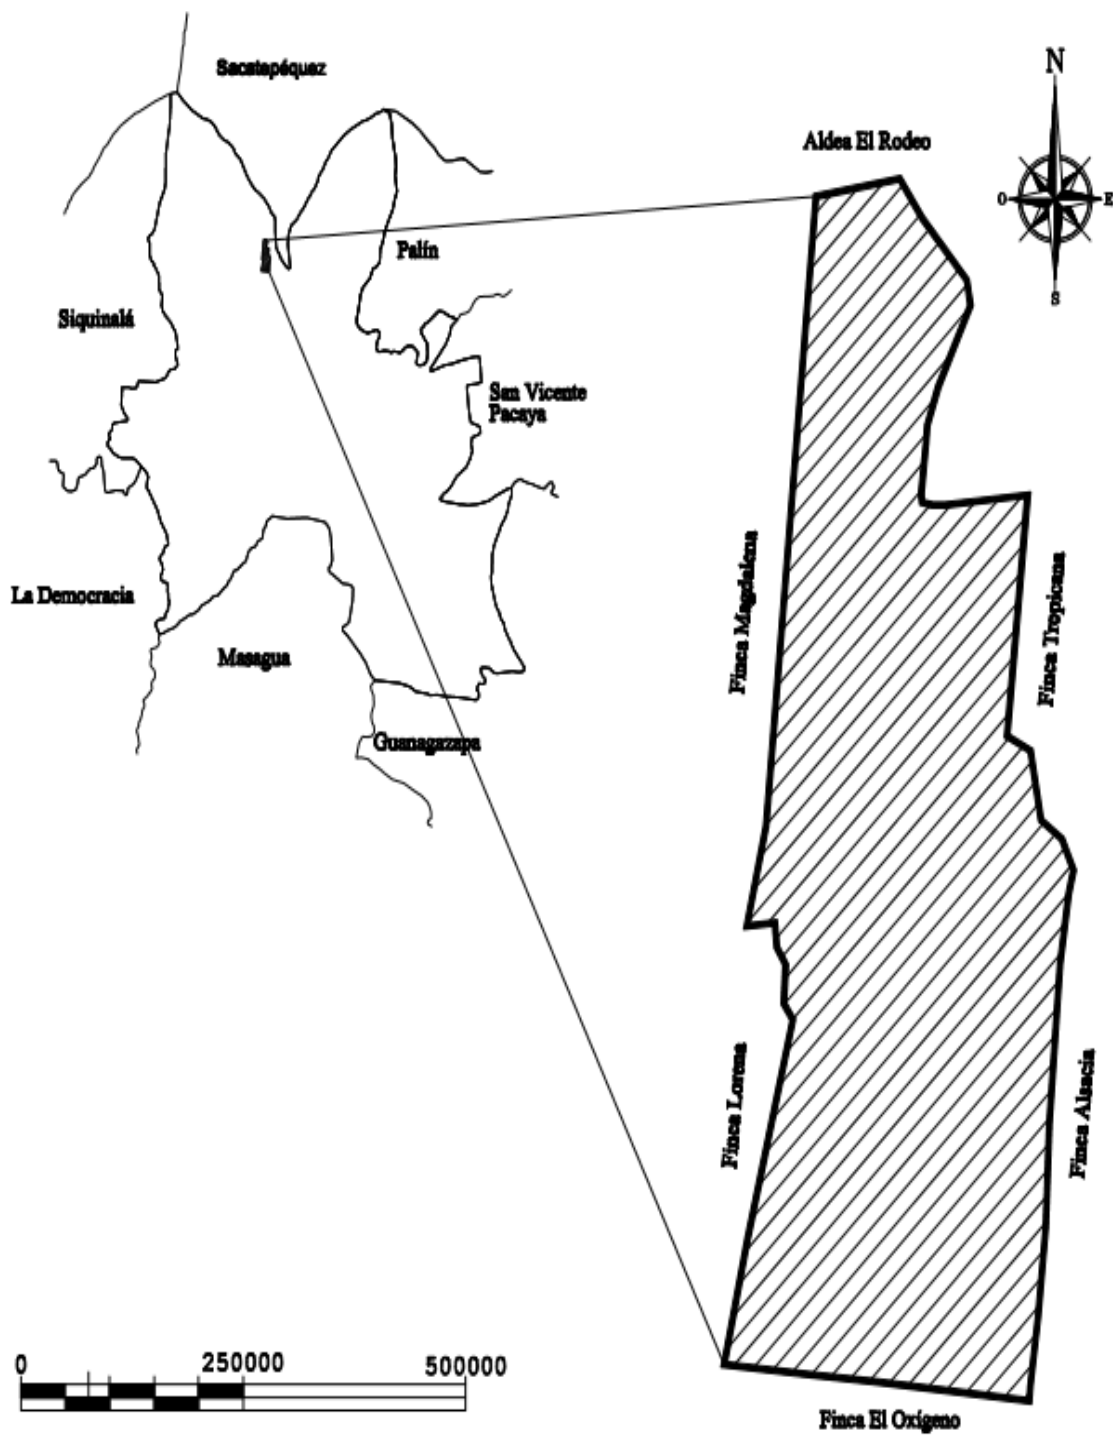 N
Sacatepéquez
Aldea El Rodeo
O
E
S
Palín
Siquinalá
San Vicente
Pacaya
La Democracia
Masagua
Guanagazapa
Finca Magdalena
Finca Tropicana
Finca Lorena
Finca Alsacia
0 250000 500000
Finca El Oxígeno